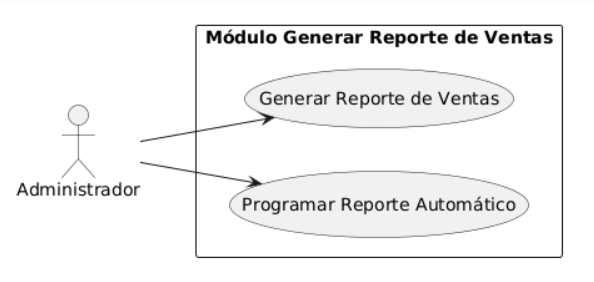 Módulo Generar Reporte de Ventas
Generar Reporte de Ventas
Administrador
Programar Reporte Automático